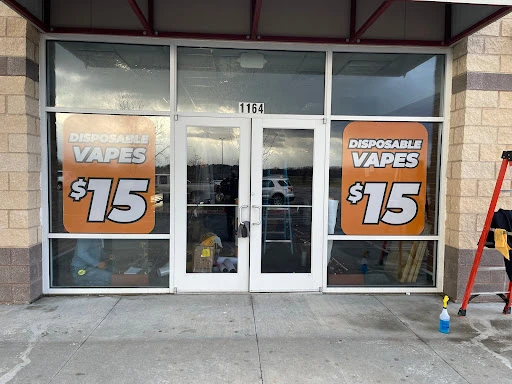 1164
DISPOSABLE
VAPES
$15
DISPOSABLE
VAPES
$15